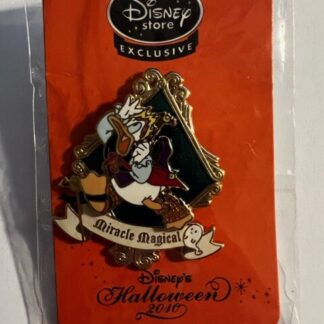 Disney
store
EXCLUSIVE
Miracle Magical
Disney's
Halloween
2010